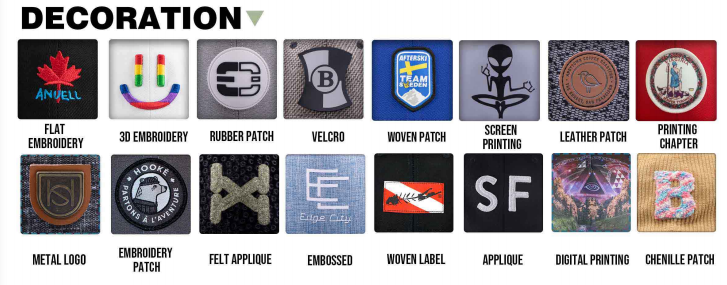 DECORATION
ANVELL
B
AFTERSKI
TEAM
SWEDEN
FLAT
EMBROIDERY
3D EMBROIDERY
RUBBER PATCH
VELCRO
WOVEN PATCH
SCREEN
PRINTING
LEATHER PATCH
PRINTING
CHAPTER
HOOKÉ
PARTONS À L'AVENTURE
H
Edge City
SF
B
METAL LOGO
EMBROIDERY
PATCH
FELT APPLIQUE
EMBOSSED
WOVEN LABEL
APPLIQUE
DIGITAL PRINTING
CHENILLE PATCH